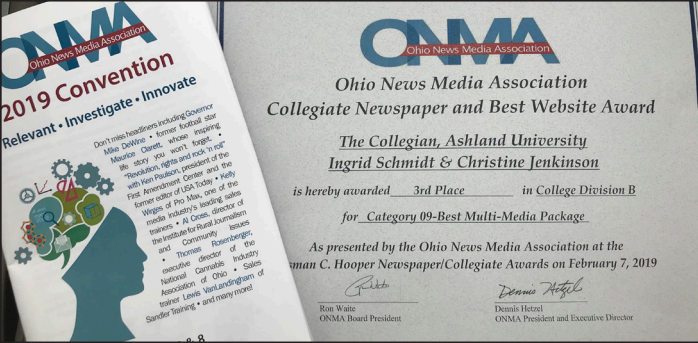 ONMA
Ohio News Media Association
2019 Convention
Relevant • Investigate • Innovate
Don't miss headliners including Governor
Mike DeWine • former football star
Maurice Clarett, whose inspiring
life story you won't forget. •
"Revolution, rights and rock 'n roll"
with Ken Paulson, president of the
First Amendment Center and the
former editor of USA Today • Kelly
Wirges of Pro Max, one of the
media industry's leading sales
trainers • Al Cross, director of
the Institute for Rural Journalism
and Community Issues
• Thomas Rosenberger,
executive director of the
National Cannabis Industry
Association of Ohio • Sales
trainer Lewis VanLandingham of
Sandler Training • and many more!
& 8
ONMA
Ohio News Media Association
Ohio News Media Association
Collegiate Newspaper and Best Website Award
The Collegian, Ashland University
Ingrid Schmidt & Christine Jenkinson
is hereby awarded 3rd Place in College Division B
for Category 09-Best Multi-Media Package
As presented by the Ohio News Media Association at the
sman C. Hooper Newspaper/Collegiate Awards on February 7, 2019
Dennis Hetzel
Ron Waite
ONMA Board President
Dennis Hetzel
ONMA President and Executive Director